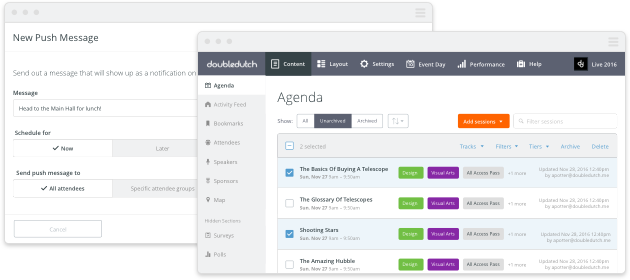 New Push Message
Send out a message that will show up as a notification on
Message
Head to the Main Hall for lunch!
Schedule for
Now
Later
Send push message to
All attendees
Specific attendee groups
Cancel
doubledutch
Content
Layout
Settings
Event Day
Performance
Help
Live 2016
Agenda
Activity Feed
Bookmarks
Attendees
Speakers
Sponsors
Map
Hidden Sections
Surveys
Polls
Agenda
Show:
All
Unarchived
Archived
Add sessions
Filter sessions
2 selected
Tracks
Filters
Tiers
Archive
Delete
The Basics Of Buying A Telescope
Sun, Nov 27 9am – 9:50am
Design
Visual Arts
All Access Pass
+1 more
Updated Nov 28, 2016 12:40pm
by apotter@doubledutch.me
The Glossary Of Telescopes
Sun, Nov 27 9am – 9:50am
Design
Visual Arts
All Access Pass
+1 more
Updated Nov 28, 2016 12:40pm
by apotter@doubledutch.me
Shooting Stars
Sun, Nov 27 9am – 9:50am
Design
Visual Arts
All Access Pass
+1 more
Updated Nov 28, 2016 12:40pm
by apotter@doubledutch.me
The Amazing Hubble
Sun, Nov 27 9am – 9:50am
Design
Visual Arts
All Access Pass
+1 more
Updated Nov 28, 2016 12:40pm
by apotter@doubledutch.me